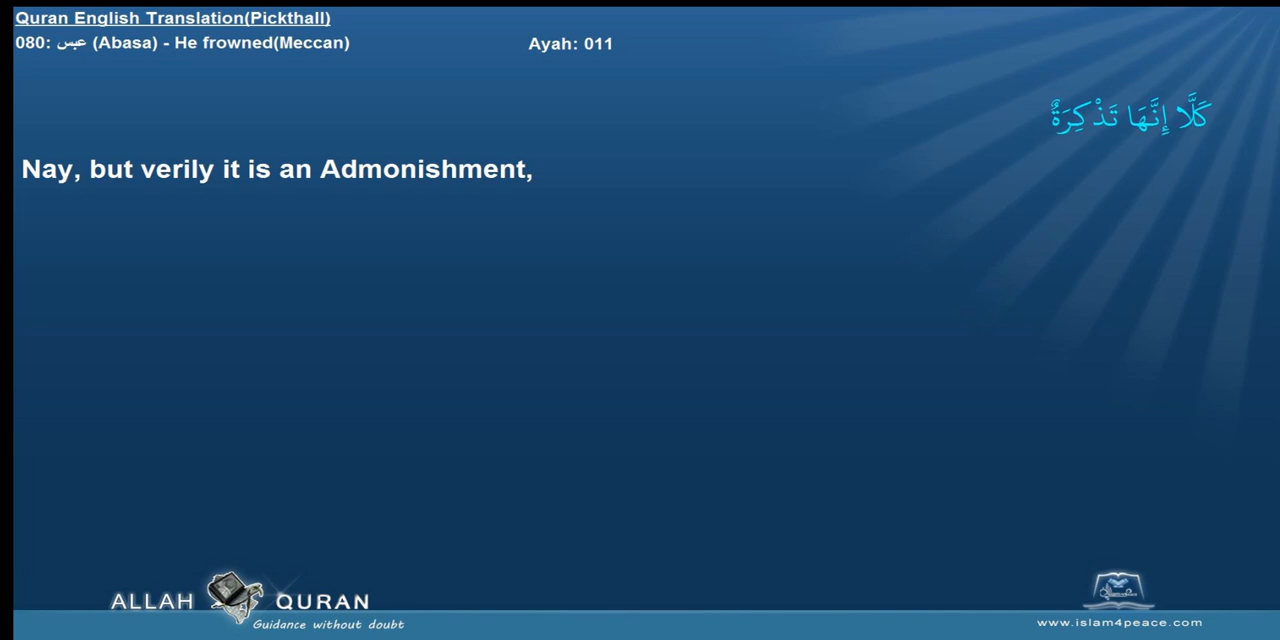 Quran English Translation(Pickthall)
080: عبس (Abasa) - He frowned(Meccan)
Ayah: 011
كَلَّا إِنَّهَا تَذْكِرَةٌ
Nay, but verily it is an Admonishment,
ALLAH QURAN
Guidance without doubt
www.islam4peace.com